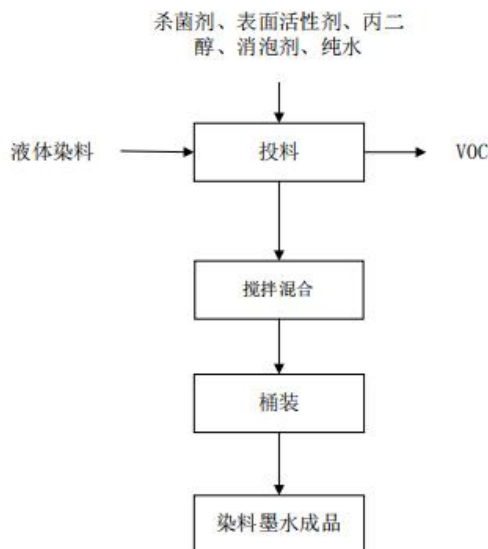 杀菌剂、表面活性剂、丙二
醇、消泡剂、纯水
液体染料
投料
VOC
搅拌混合
桶装
染料墨水成品